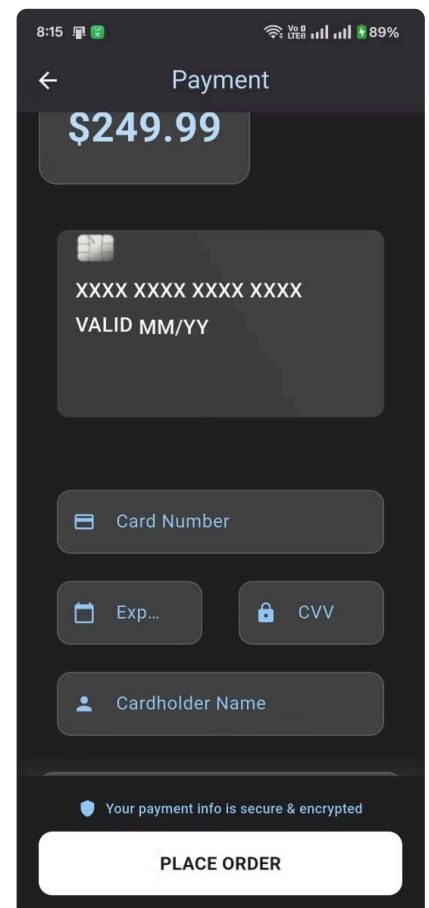 8:15 89%
Payment
$249.99
XXXX XXXX XXXX XXXX
VALID MM/YY
Card Number
Exp... CVV
Cardholder Name
Your payment info is secure & encrypted
PLACE ORDER